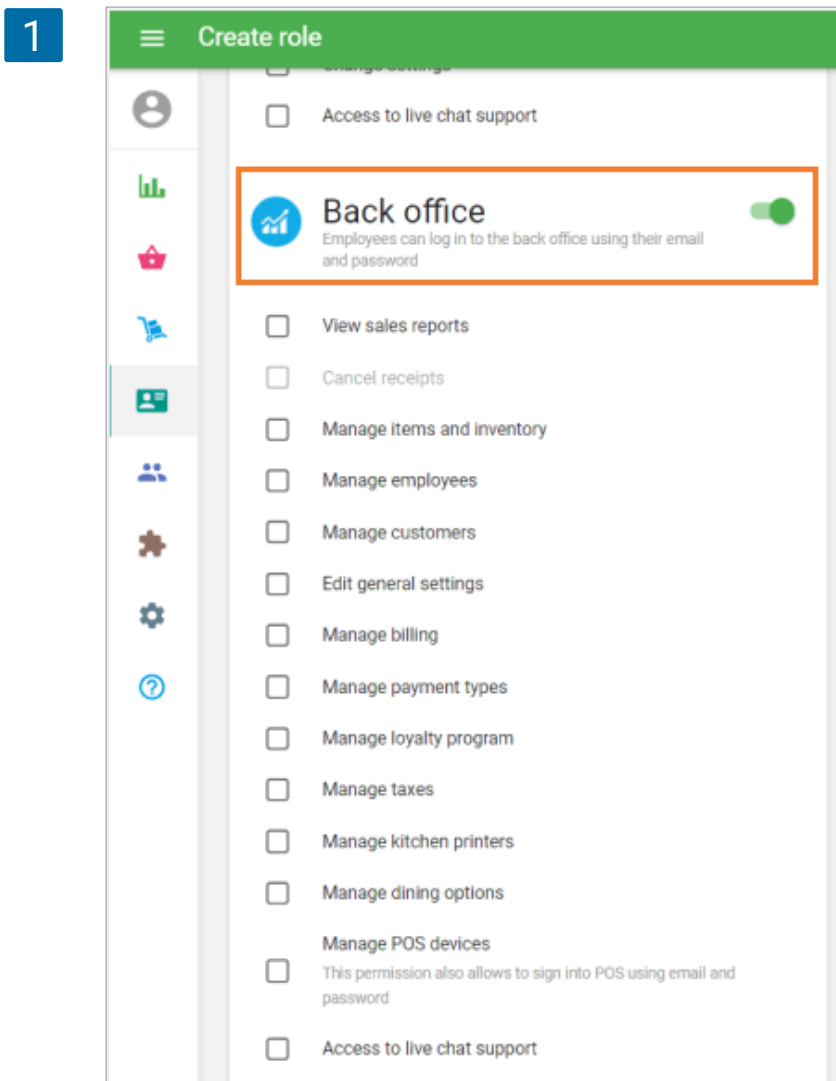 1
Create role
Change settings
Access to live chat support
Back office
Employees can log in to the back office using their email
and password
View sales reports
Cancel receipts
Manage items and inventory
Manage employees
Manage customers
Edit general settings
Manage billing
Manage payment types
Manage loyalty program
Manage taxes
Manage kitchen printers
Manage dining options
Manage POS devices
This permission also allows to sign into POS using email and
password
Access to live chat support